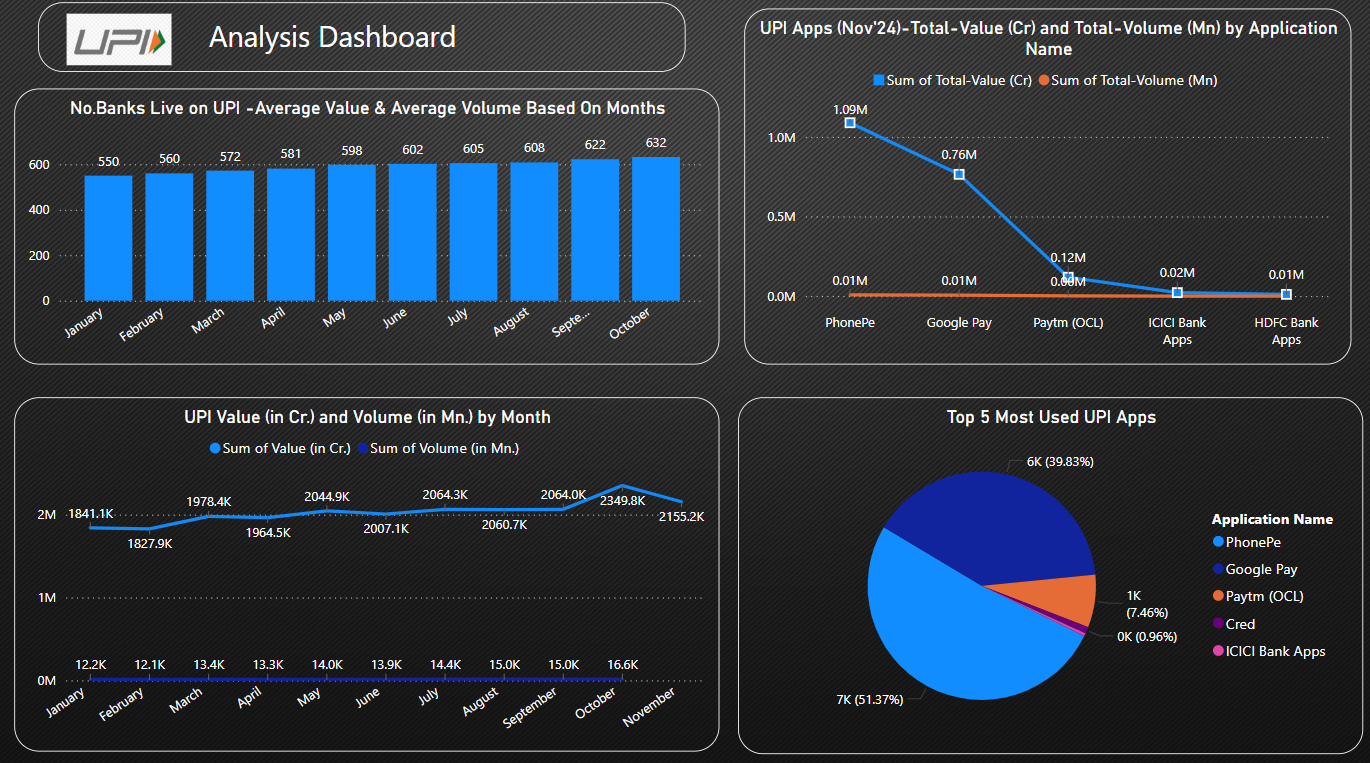 UPI
Analysis Dashboard
No.Banks Live on UPI -Average Value & Average Volume Based On Months
550 560 572 581 598 602 605 608 622 632
600
400
200
0
January February March April May June July August Septe... October
UPI Apps (Nov'24)-Total-Value (Cr) and Total-Volume (Mn) by Application
Name
Sum of Total-Value (Cr) Sum of Total-Volume (Mn)
1.09M
1.0M
0.76M
0.5M
0.12M
0.02M 0.01M
0.01M 0.01M 0.00M
0.0M
PhonePe Google Pay Paytm (OCL) ICICI Bank HDFC Bank
Apps Apps
UPI Value (in Cr.) and Volume (in Mn.) by Month
Sum of Value (in Cr.) Sum of Volume (in Mn.)
2M
1841.1K 1827.9K 1978.4K 1964.5K 2044.9K 2007.1K 2064.3K 2060.7K 2064.0K 2349.8K 2155.2K
1M
12.2K 12.1K 13.4K 13.3K 14.0K 13.9K 14.4K 15.0K 15.0K 16.6K
0M
January February March April May June July August September October November
Top 5 Most Used UPI Apps
6K (39.83%)
1K
(7.46%)
0K (0.96%)
7K (51.37%)
Application Name
PhonePe
Google Pay
Paytm (OCL)
Cred
ICICI Bank Apps